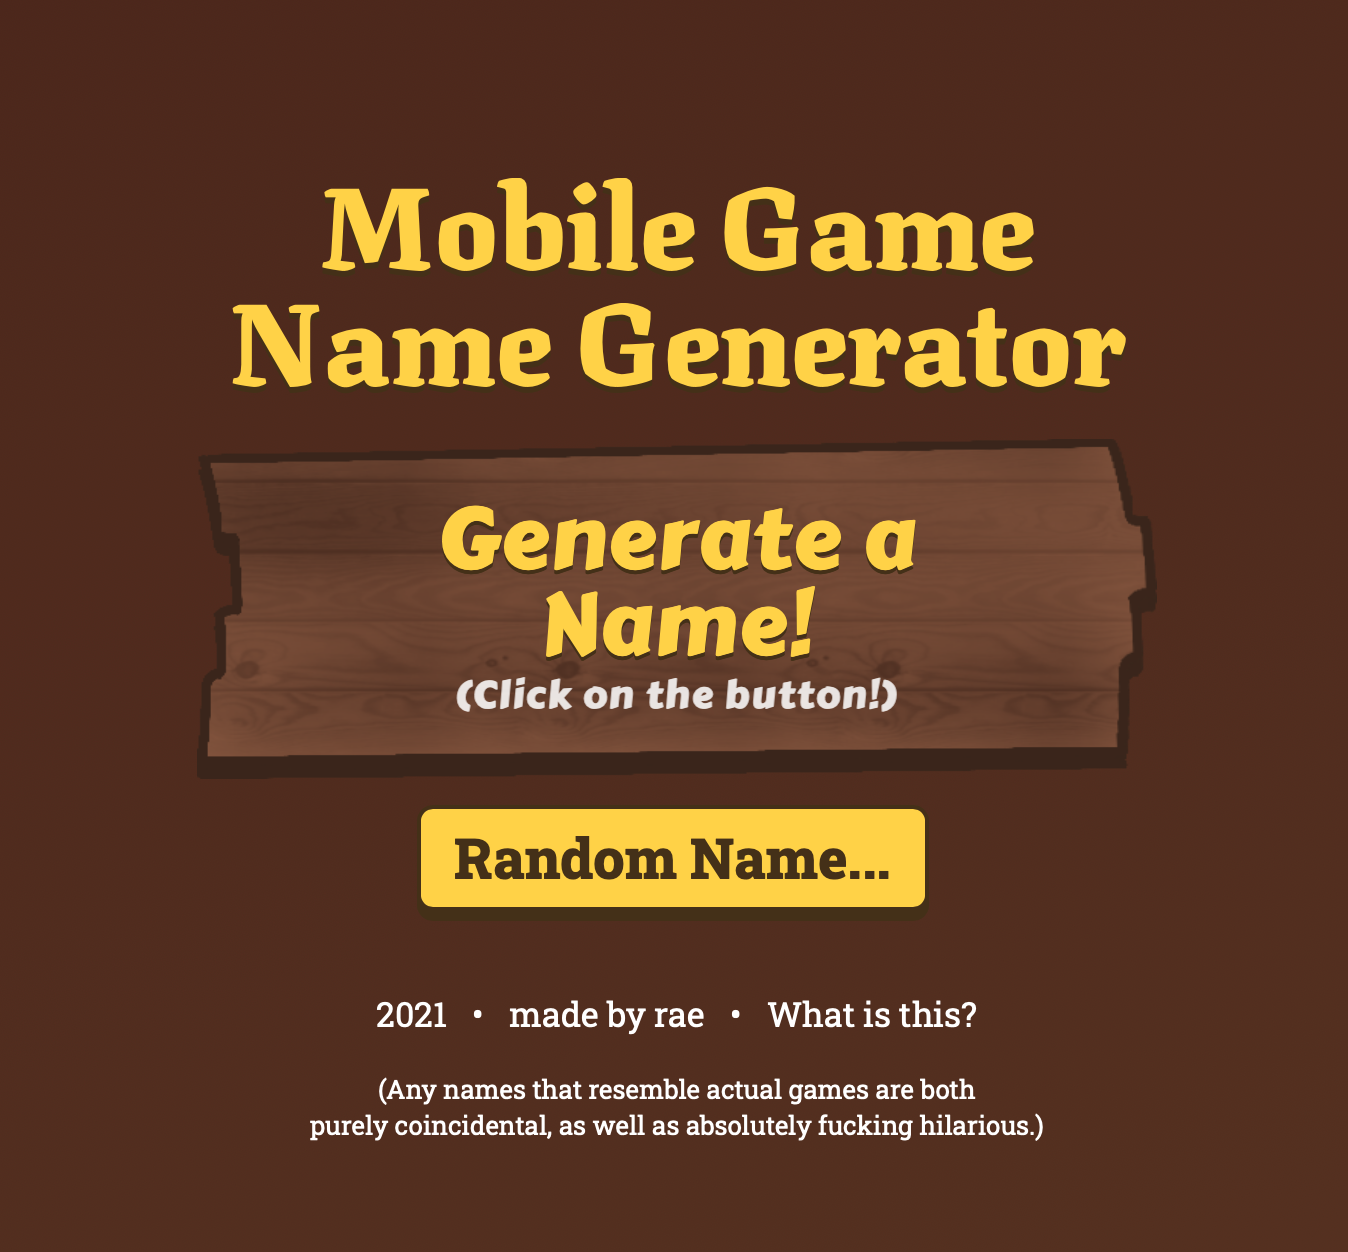 Mobile Game
Name Generator
Generate a
Name!
(Click on the button!)
Random Name...
2021 • made by rae • What is this?
(Any names that resemble actual games are both
purely coincidental, as well as absolutely fucking hilarious.)